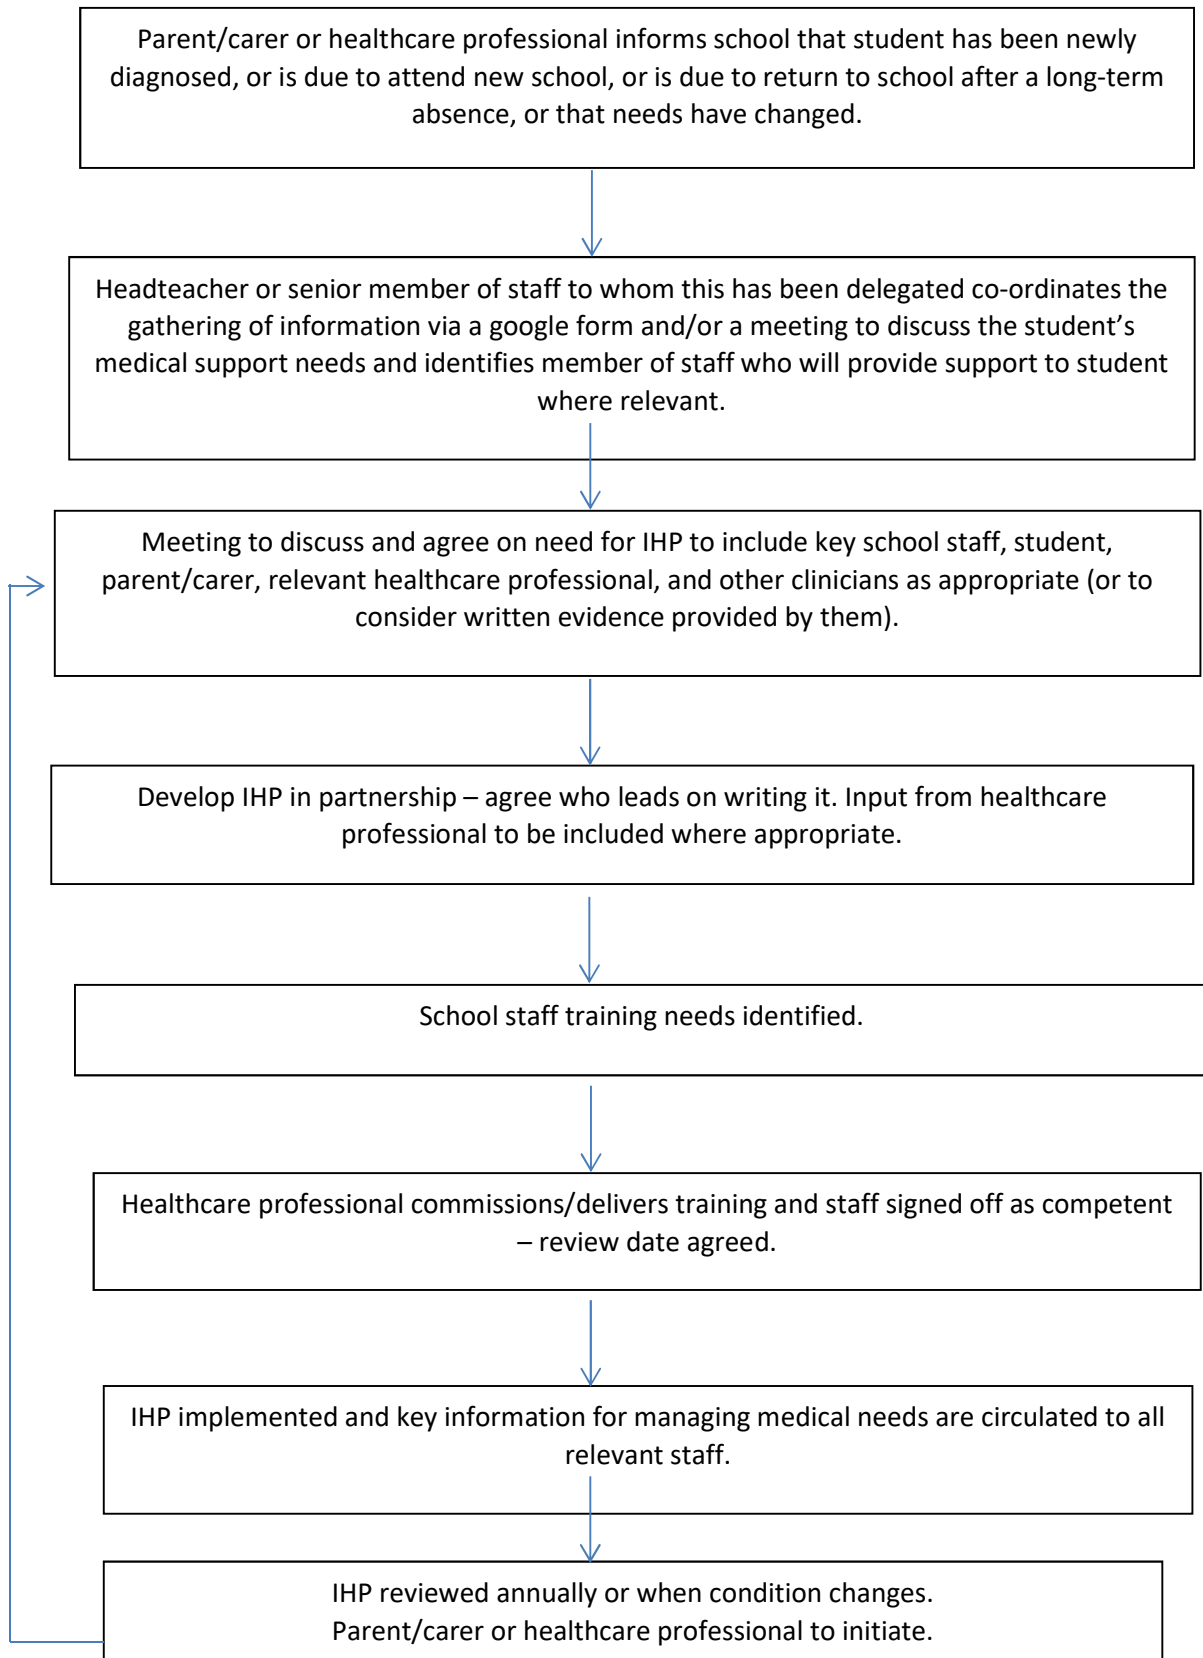 Parent/carer or healthcare professional informs school that student has been newly
diagnosed, or is due to attend new school, or is due to return to school after a long-term
absence, or that needs have changed.
Headteacher or senior member of staff to whom this has been delegated co-ordinates the
gathering of information via a google form and/or a meeting to discuss the student’s
medical support needs and identifies member of staff who will provide support to student
where relevant.
Meeting to discuss and agree on need for IHP to include key school staff, student,
parent/carer, relevant healthcare professional, and other clinicians as appropriate (or to
consider written evidence provided by them).
Develop IHP in partnership – agree who leads on writing it. Input from healthcare
professional to be included where appropriate.
School staff training needs identified.
Healthcare professional commissions/delivers training and staff signed off as competent
– review date agreed.
IHP implemented and key information for managing medical needs are circulated to all
relevant staff.
IHP reviewed annually or when condition changes.
Parent/carer or healthcare professional to initiate.